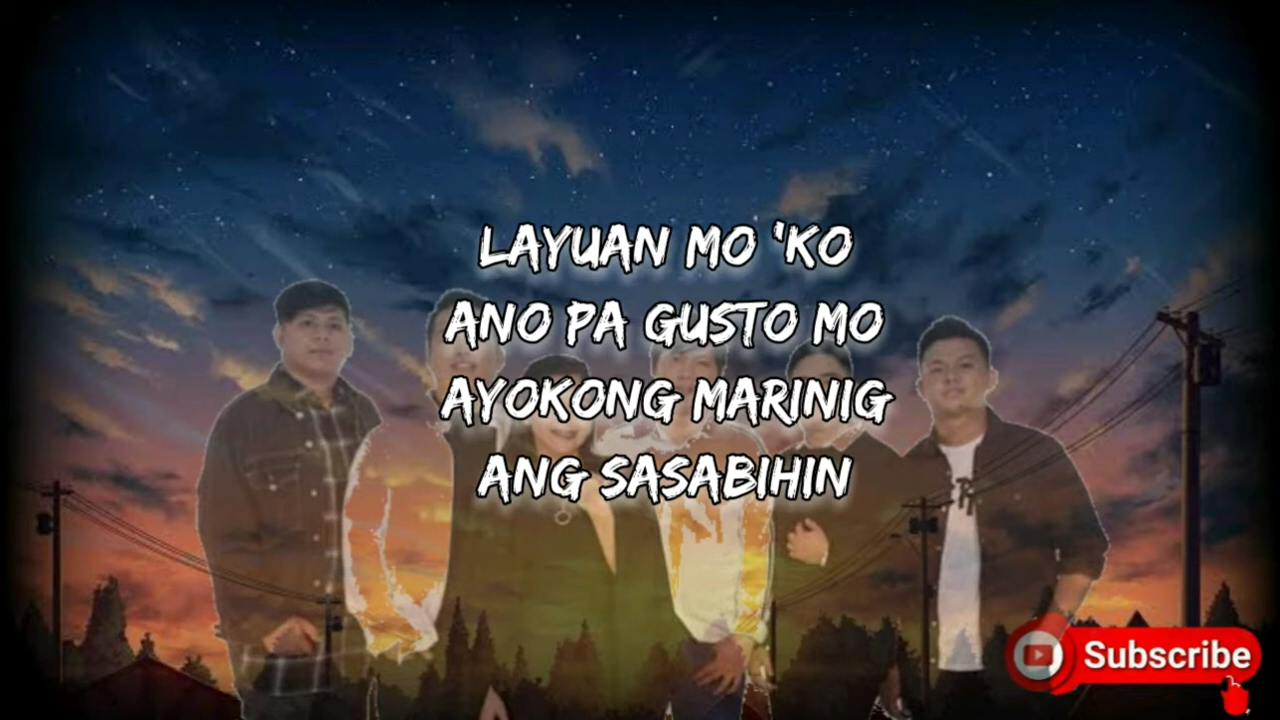 LAYUAN MO 'KO
ANO PA GUSTO MO
AYOKONG MARINIG
ANG SASABIHIN
Subscribe